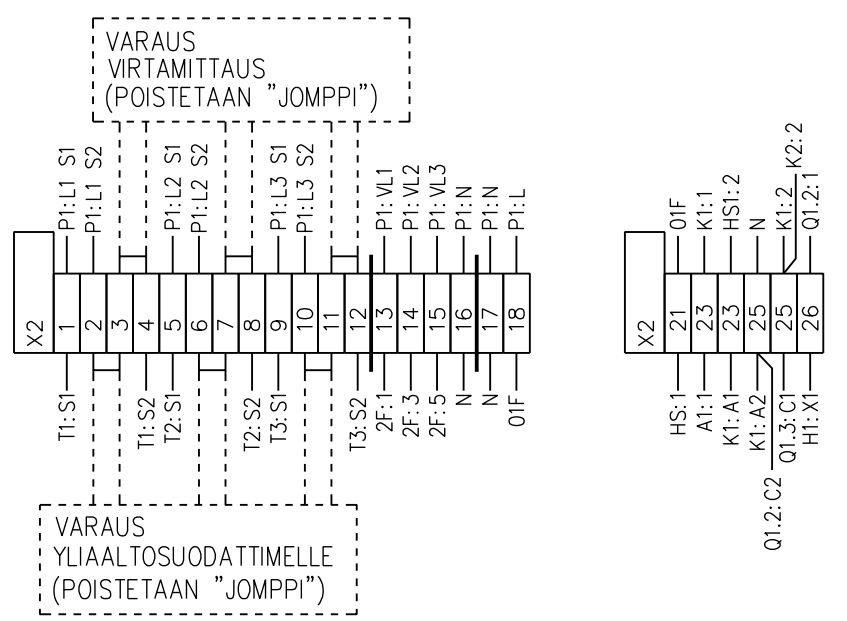 VARAUS
VIRTAMITTAUS
(POISTETAAN "JOMPPI")
P1: L1 S1
P1: L1 S2
P1: L2 S1
P1: L2 S2
P1: L3 S1
P1: L3 S2
P1: VL1
P1: VL2
P1: VL3
P1: N
P1: N
P1: L
X2 1 2 3 4 5 6 7 8 9 10 11 12 13 14 15 16 17 18
T1: S1
T1: S2
T2: S1
T2: S2
T3: S1
T3: S2
2F: 1
2F: 3
2F: 5
N
N
01F
VARAUS
YLIAALTOSUODATTIMELLE
(POISTETAAN "JOMPPI")
01F
K1: 1
HS1: 2
N
K1: 2
K2: 2
Q1.2: 1
X2 21 23 23 25 25 26
HS: 1
A1: 1
K1: A1
K1: A2
Q1.2: C2
Q1.3: C1
H1: X1